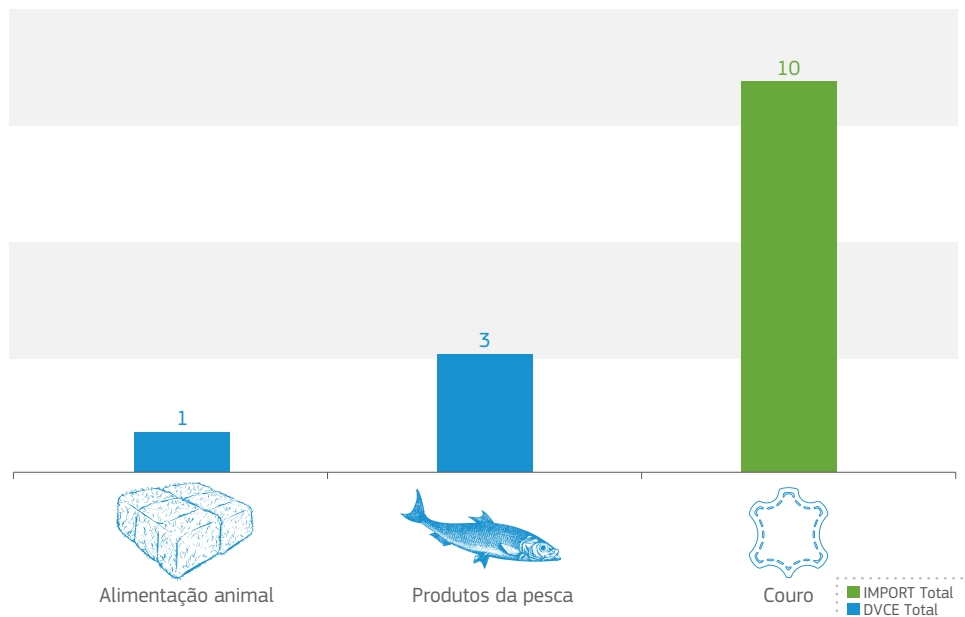 10
3
1
Alimentação animal
Produtos da pesca
Couro
IMPORT Total
DVCE Total